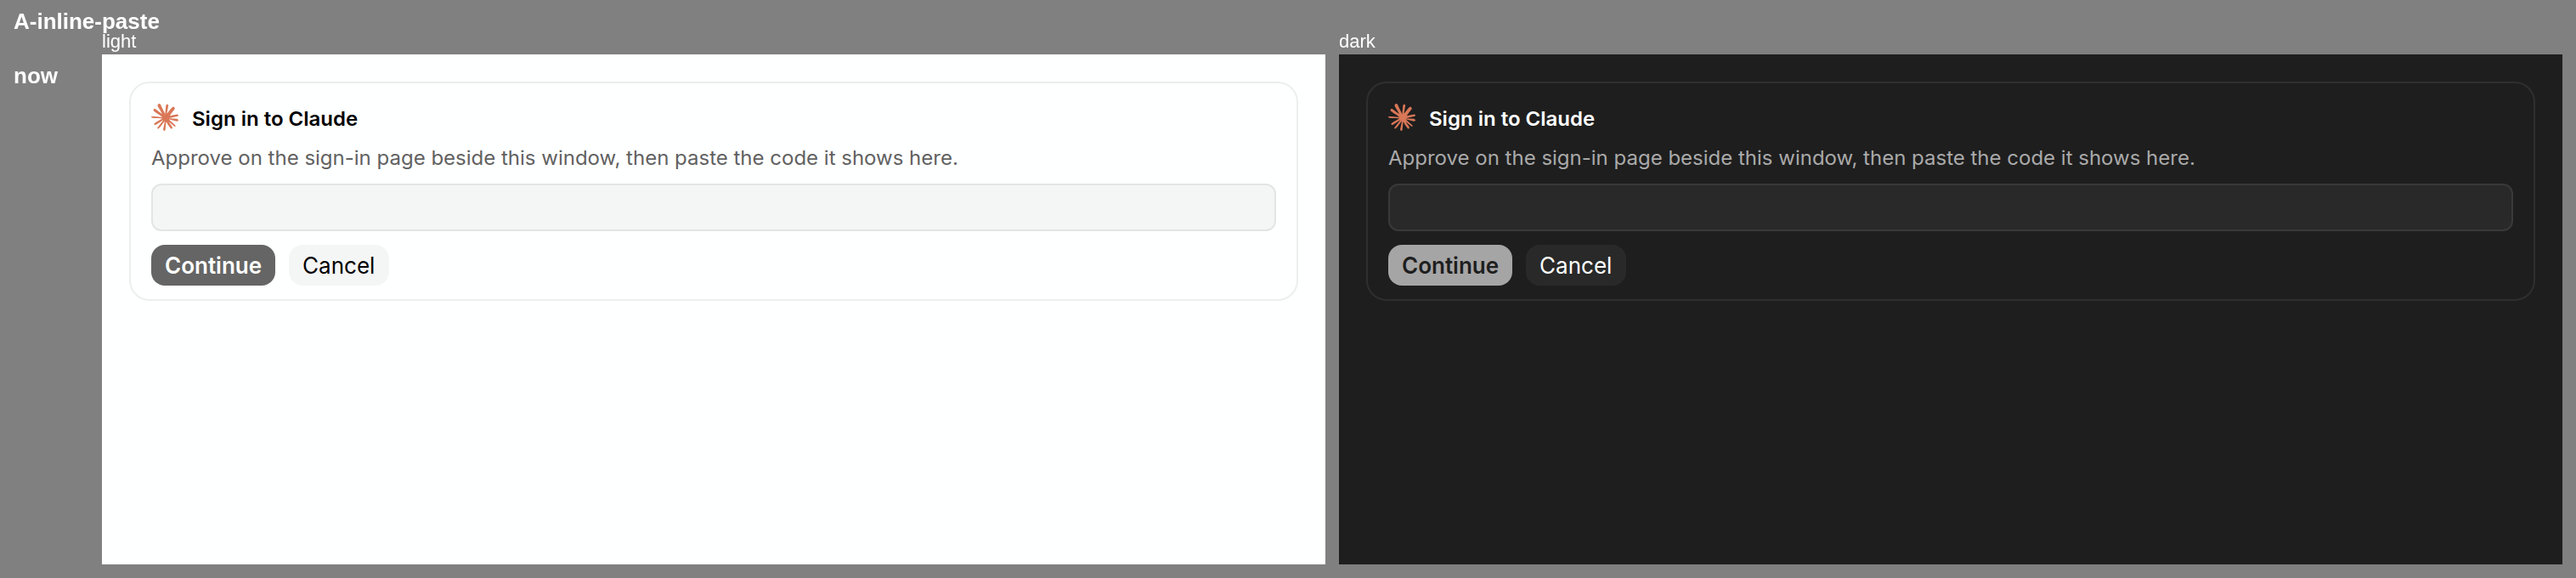 A-inline-paste
light
dark
now
Sign in to Claude
Approve on the sign-in page beside this window, then paste the code it shows here.
Continue
Cancel
Sign in to Claude
Approve on the sign-in page beside this window, then paste the code it shows here.
Continue
Cancel